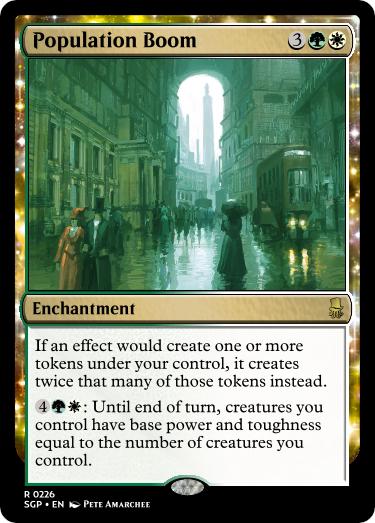 Population Boom 3
Enchantment
If an effect would create one or more
tokens under your control, it creates
twice that many of those tokens instead.
4: Until end of turn, creatures you
control have base power and toughness
equal to the number of creatures you
control.
R 0226
SGP • EN Pete Amarchee